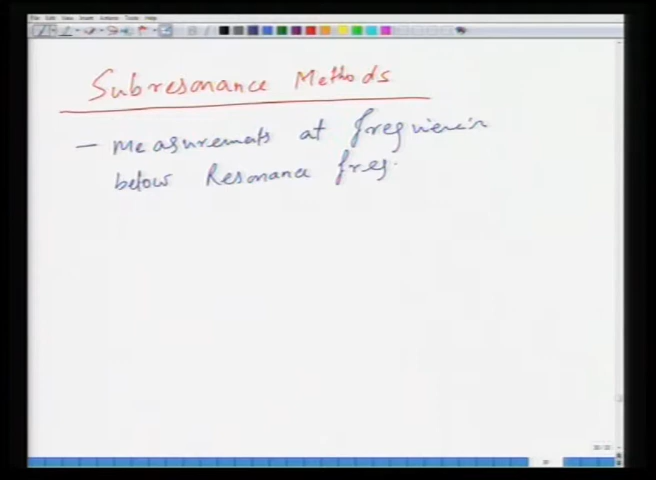 Subresonance Methods
- Measurements at frequencies
below Resonance freq.